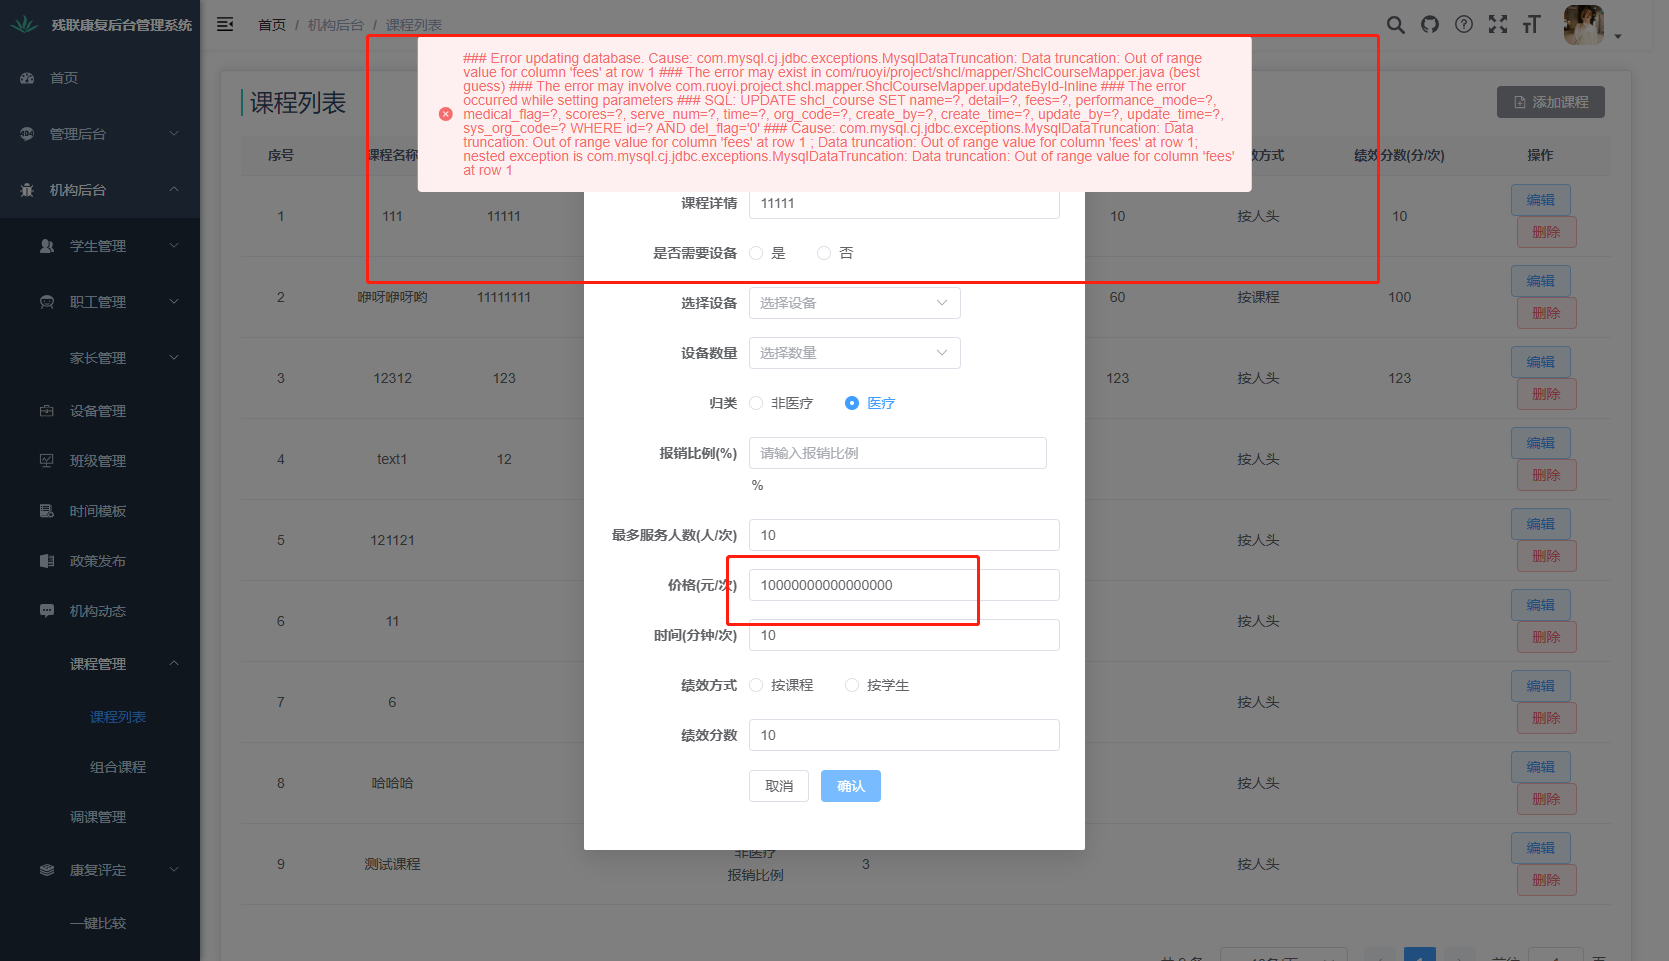 残联康复后台管理系统
首页 / 机构后台 / 课程列表
### Error updating database. Cause: com.mysql.cj.jdbc.exceptions.MysqlDataTruncation: Data truncation: Out of range
value for column 'fees' at row 1 ### The error may exist in com/ruoyi/project/shcl/mapper/ShclCourseMapper.java (best
guess) ### The error may involve com.ruoyi.project.shcl.mapper.ShclCourseMapper.updateById-Inline ### The error
occurred while setting parameters ### SQL: UPDATE shcl_course SET name=?, detail=?, fees=?, performance_mode=?,
medical_flag=?, scores=?, serve_num=?, time=?, org_code=?, create_by=?, create_time=?, update_by=?, update_time=?,
sys_org_code=? WHERE id=? AND del_flag='0' ### Cause: com.mysql.cj.jdbc.exceptions.MysqlDataTruncation: Data
truncation: Out of range value for column 'fees' at row 1 ; Data truncation: Out of range value for column 'fees' at row 1;
nested exception is com.mysql.cj.jdbc.exceptions.MysqlDataTruncation: Data truncation: Out of range value for column 'fees'
at row 1
首页
管理后台
机构后台
学生管理
职工管理
家长管理
设备管理
班级管理
时间模板
政策发布
机构动态
课程管理
课程列表
组合课程
调课管理
康复评定
一键比较
课程列表
添加课程
序号 课程名称 绩效分数(分/次) 操作
1 111 11111 10 按人头 10 编辑
删除
2 咿呀咿呀哟 11111111 60 按课程 100 编辑
删除
3 12312 123 123 按人头 123 编辑
删除
4 text1 12 按人头 编辑
删除
5 121121 按人头 编辑
删除
6 11 按人头 编辑
删除
7 6 按人头 编辑
删除
8 哈哈哈 按人头 编辑
删除
9 测试课程 非医疗 3 按人头 编辑
报销比例 删除
课程详情 11111
是否需要设备 是 否
选择设备 选择设备
设备数量 选择数量
归类 非医疗 医疗
报销比例(%) 请输入报销比例
%
最多服务人数(人/次) 10
价格(元/次) 10000000000000000
时间(分钟/次) 10
绩效方式 按课程 按学生
绩效分数 10
取消 确认